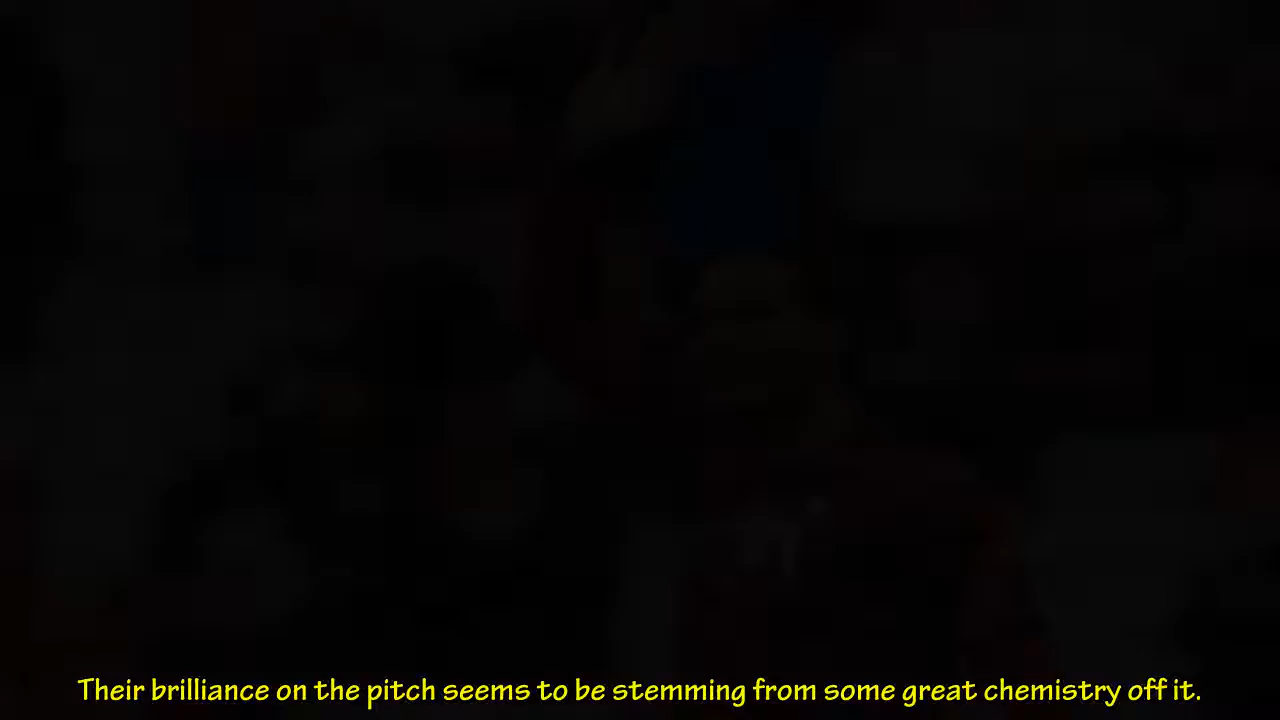 Their brilliance on the pitch seems to be stemming from some great chemistry off it.